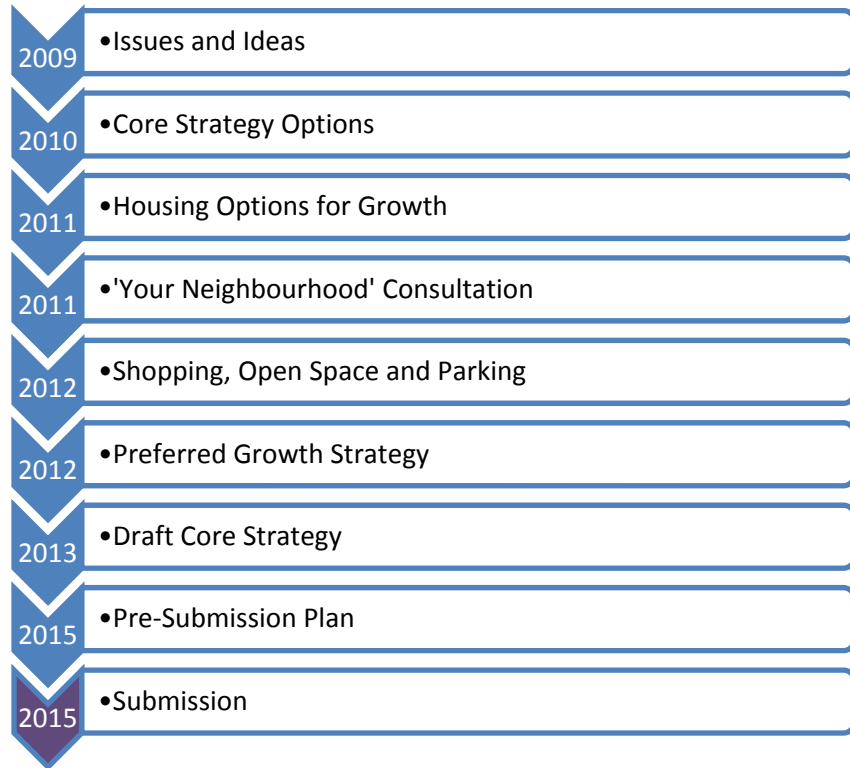 2009
•Issues and Ideas
2010
•Core Strategy Options
2011
•Housing Options for Growth
2011
•'Your Neighbourhood' Consultation
2012
•Shopping, Open Space and Parking
2012
•Preferred Growth Strategy
2013
•Draft Core Strategy
2015
•Pre-Submission Plan
2015
•Submission